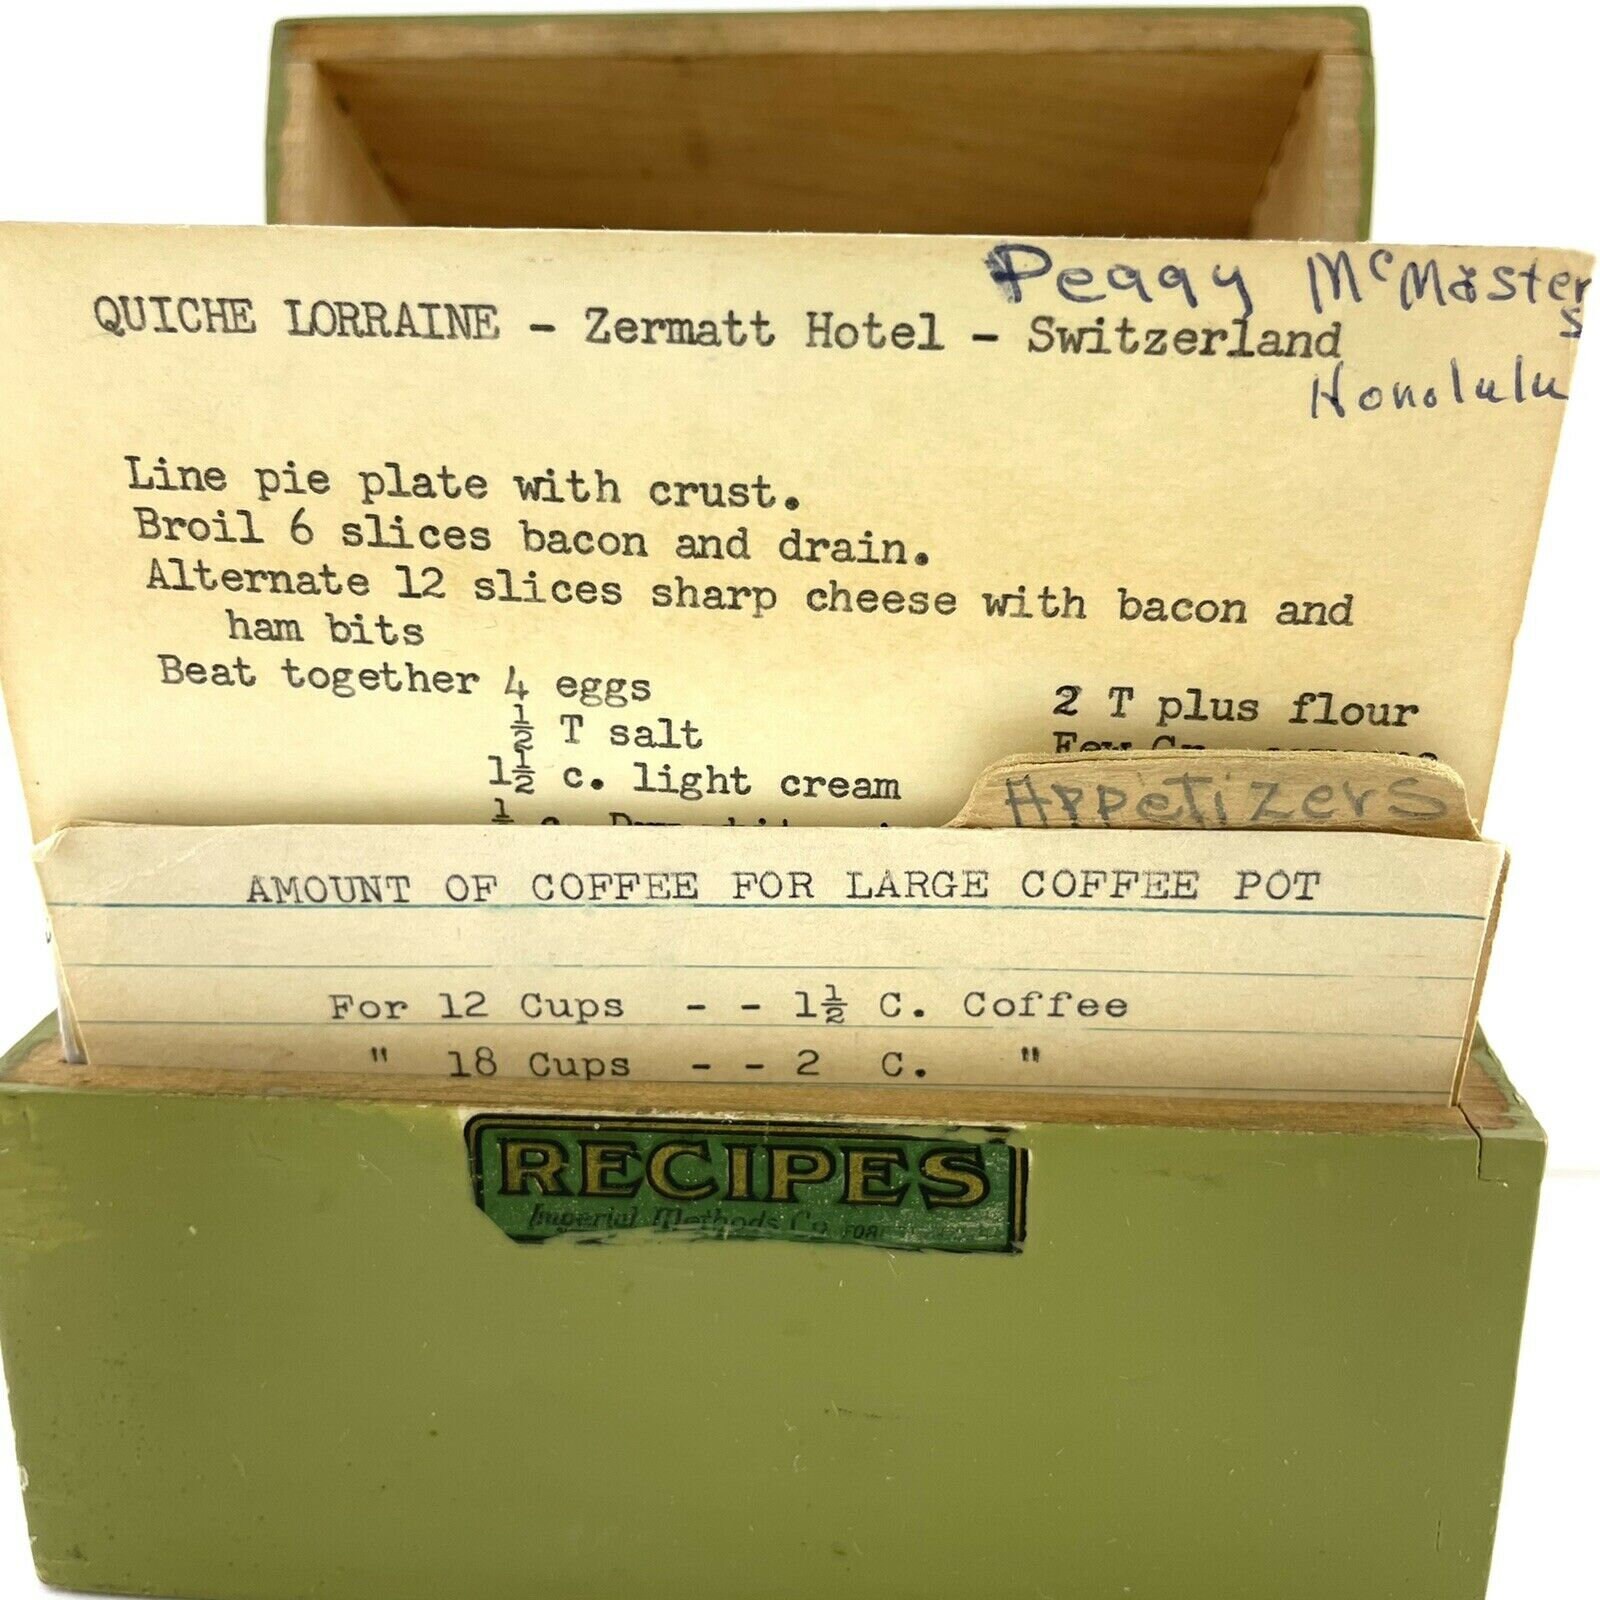 Peggy McMasters
QUICHE LORRAINE - Zermatt Hotel - Switzerland
Honolulu
Line pie plate with crust.
Broil 6 slices bacon and drain.
Alternate 12 slices sharp cheese with bacon and
ham bits
Beat together 4 eggs 2 T plus flour
½ T salt Few
1½ c. light cream
Appetizers
AMOUNT OF COFFEE FOR LARGE COFFEE POT
For 12 Cups - - 1½ C. Coffee
" 18 Cups - - 2 C. "
RECIPES
Imperial Methods Co